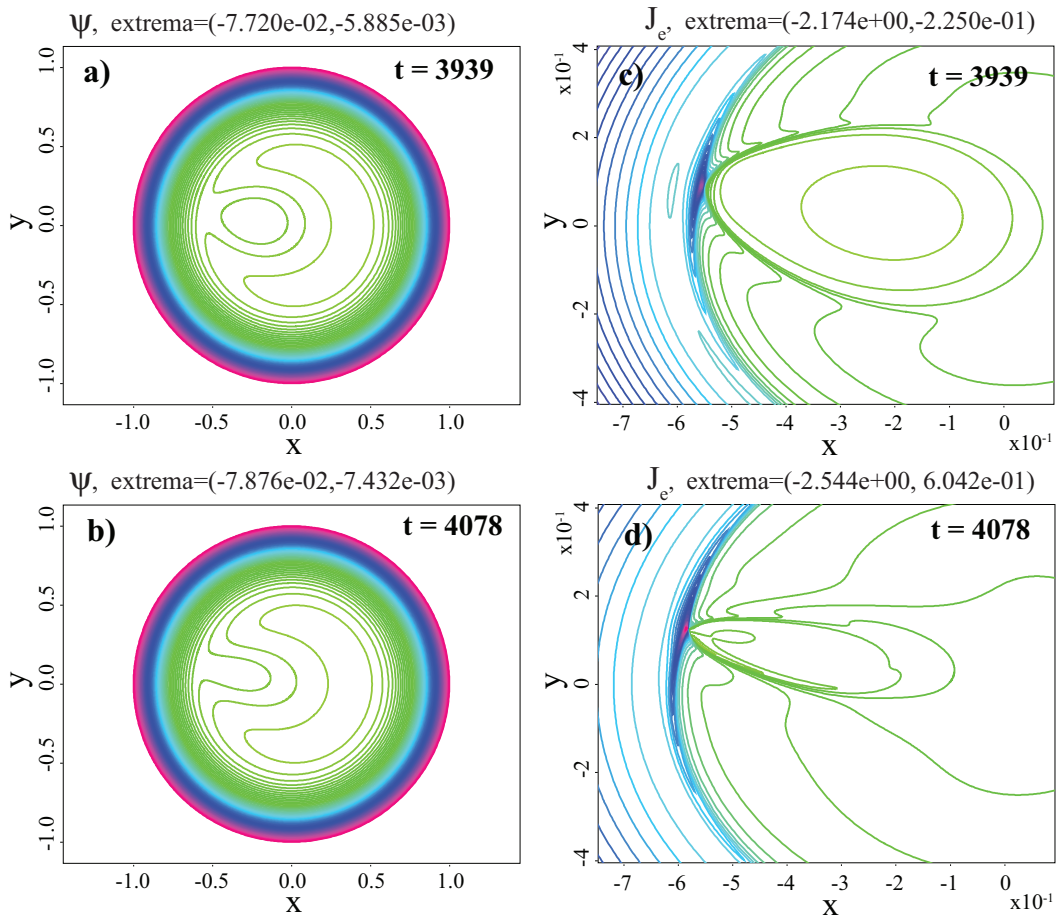 ψ, extrema=(-7.720e-02,-5.885e-03)
a)
t = 3939
1.0
0.5
0.0
-0.5
-1.0
y
-1.0
-0.5
0.0
0.5
1.0
x
J_e, extrema=(-2.174e+00,-2.250e-01)
c)
t = 3939
x10⁻¹
4
2
0
-2
-4
y
-7
-6
-5
-4
-3
-2
-1
0
x
x10⁻¹
ψ, extrema=(-7.876e-02,-7.432e-03)
b)
t = 4078
1.0
0.5
0.0
-0.5
-1.0
y
-1.0
-0.5
0.0
0.5
1.0
x
J_e, extrema=(-2.544e+00, 6.042e-01)
d)
t = 4078
x10⁻¹
4
2
0
-2
-4
y
-7
-6
-5
-4
-3
-2
-1
0
x
x10⁻¹